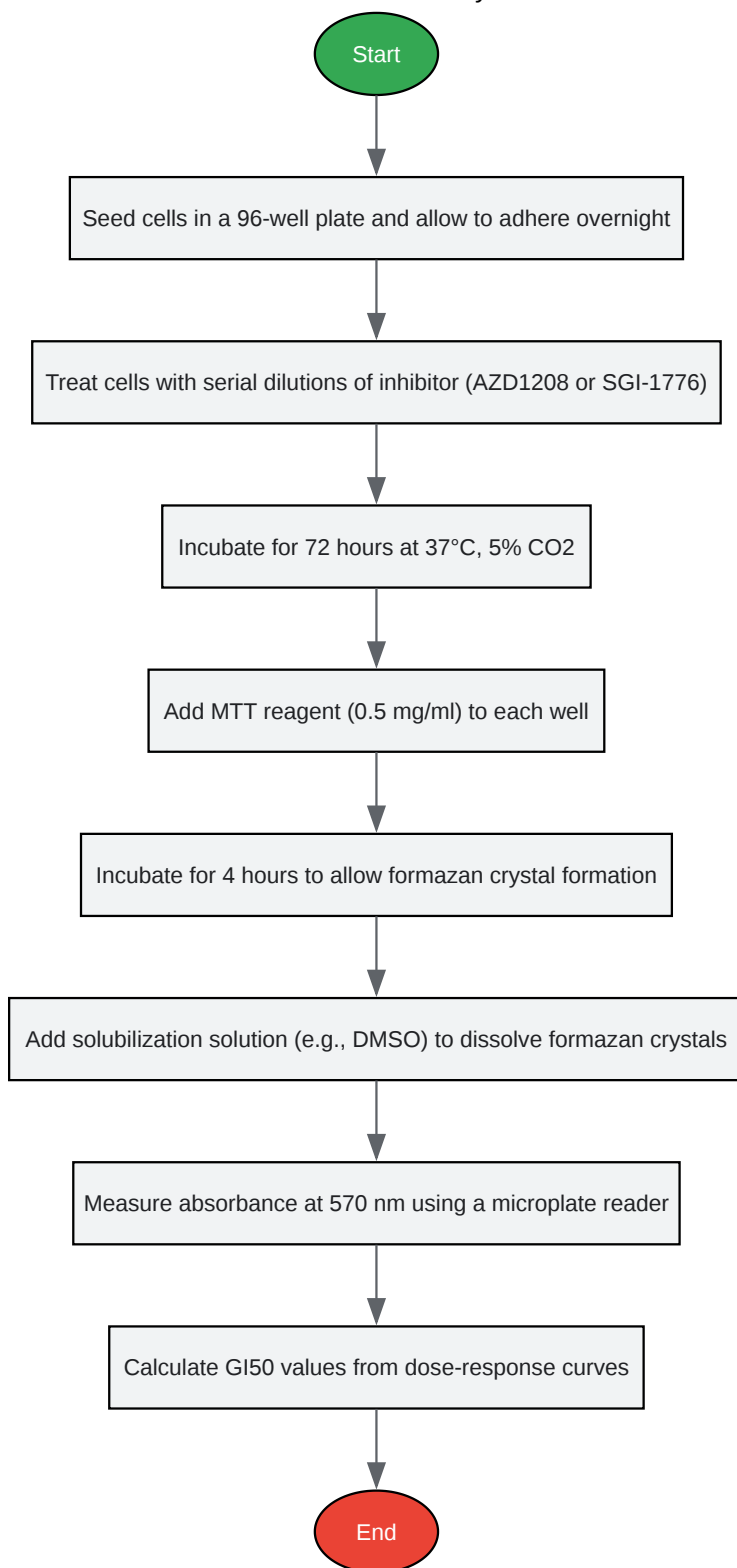 Start
Seed cells in a 96-well plate and allow to adhere overnight
Treat cells with serial dilutions of inhibitor (AZD1208 or SGI-1776)
Incubate for 72 hours at 37°C, 5% CO2
Add MTT reagent (0.5 mg/ml) to each well
Incubate for 4 hours to allow formazan crystal formation
Add solubilization solution (e.g., DMSO) to dissolve formazan crystals
Measure absorbance at 570 nm using a microplate reader
Calculate GI50 values from dose-response curves
End